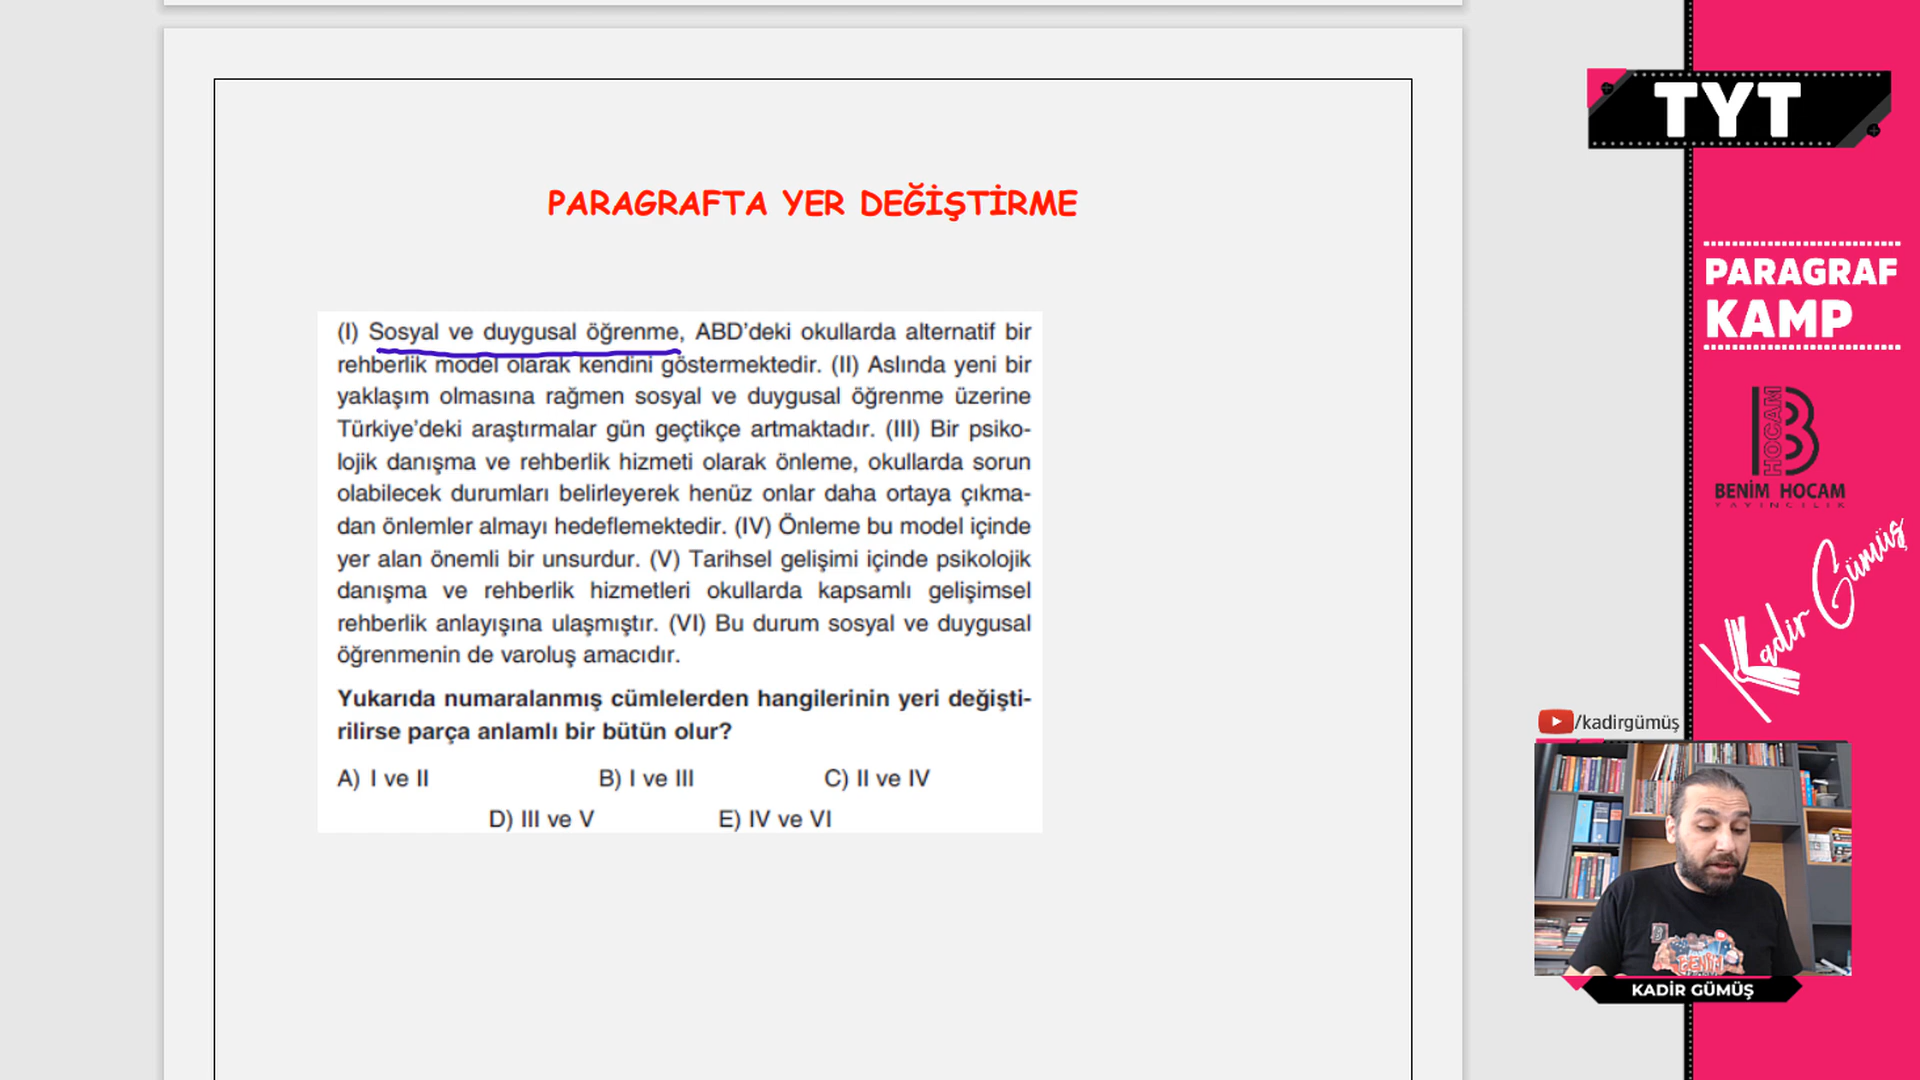 PARAGRAFTA YER DEĞİŞTİRME
(I) Sosyal ve duygusal öğrenme, ABD’deki okullarda alternatif bir
rehberlik model olarak kendini göstermektedir. (II) Aslında yeni bir
yaklaşım olmasına rağmen sosyal ve duygusal öğrenme üzerine
Türkiye’deki araştırmalar gün geçtikçe artmaktadır. (III) Bir psiko-
lojik danışma ve rehberlik hizmeti olarak önleme, okullarda sorun
olabilecek durumları belirleyerek henüz onlar daha ortaya çıkma-
dan önlemler almayı hedeflemektedir. (IV) Önleme bu model içinde
yer alan önemli bir unsurdur. (V) Tarihsel gelişimi içinde psikolojik
danışma ve rehberlik hizmetleri okullarda kapsamlı gelişimsel
rehberlik anlayışına ulaşmıştır. (VI) Bu durum sosyal ve duygusal
öğrenmenin de varoluş amacıdır.
Yukarıda numaralanmış cümlelerden hangilerinin yeri değişti-
rilirse parça anlamlı bir bütün olur?
A) I ve II
B) I ve III
C) II ve IV
D) III ve V
E) IV ve VI
TYT
PARAGRAF
KAMP
HOCAM
B
BENİM HOCAM
YAYINCILIK
Kadir Gümüş
/kadirgümüş
BENİM
KADİR GÜMÜŞ